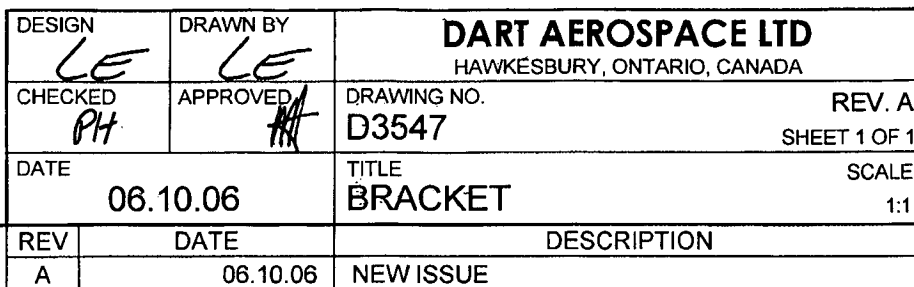 DESIGN
LE
DRAWN BY
LE
DART AEROSPACE LTD
HAWKESBURY, ONTARIO, CANADA
CHECKED
PH
APPROVED
DRAWING NO.
D3547
REV. A
SHEET 1 OF 1
DATE
06.10.06
TITLE
BRACKET
SCALE
1:1
REV DATE DESCRIPTION
A 06.10.06 NEW ISSUE